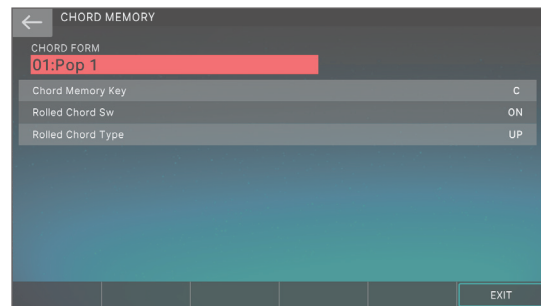 CHORD MEMORY
CHORD FORM
01:Pop 1
Chord Memory Key C
Rolled Chord Sw ON
Rolled Chord Type UP
EXIT